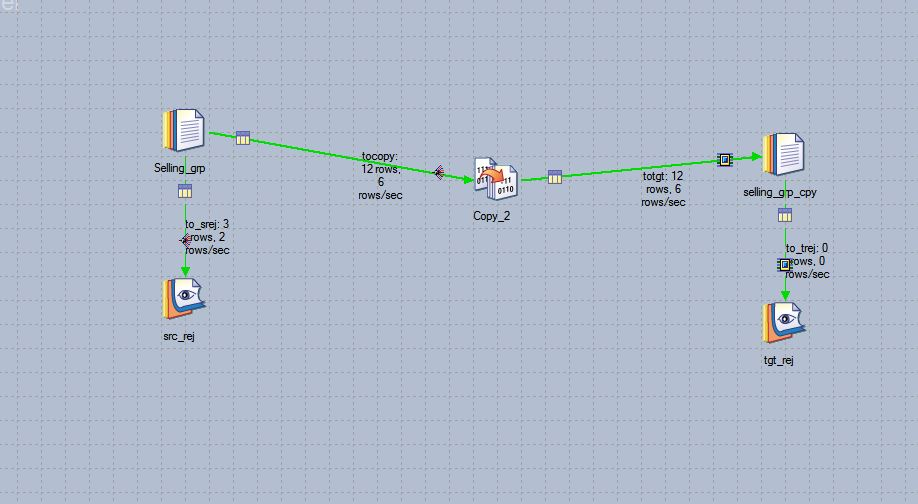 Selling_grp
tocopy:
12 rows,
6
rows/sec
Copy_2
totgt: 12
rows, 6
rows/sec
selling_grp_cpy
to_srej: 3
rows, 2
rows/sec
src_rej
to_trej: 0
rows, 0
rows/sec
tgt_rej